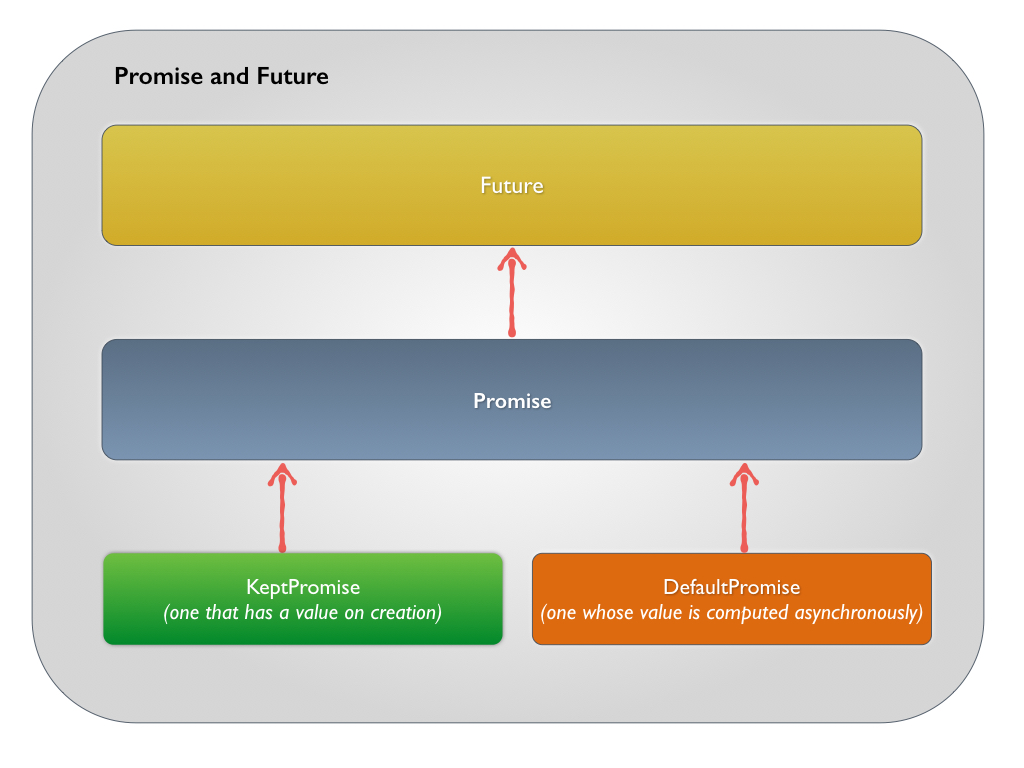 Promise and Future
Future
Promise
KeptPromise
(one that has a value on creation)
DefaultPromise
(one whose value is computed asynchronously)